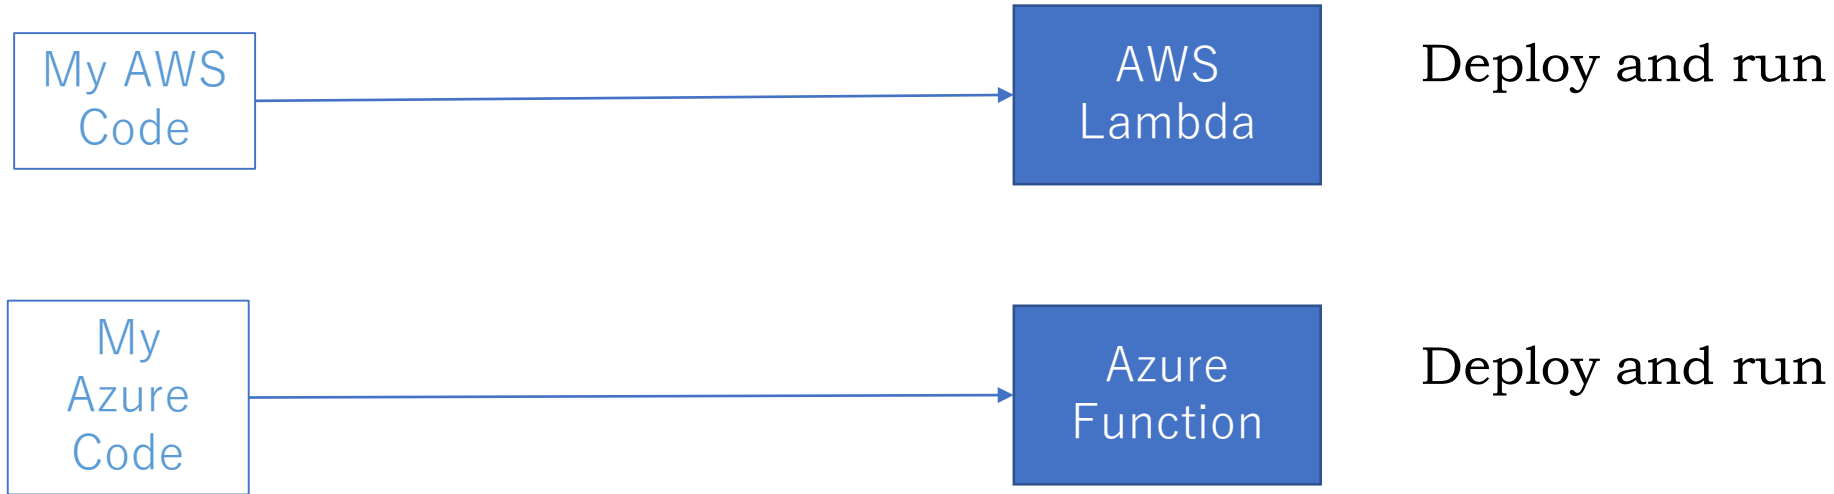 My AWS
Code
AWS
Lambda
Deploy and run
My
Azure
Code
Azure
Function
Deploy and run